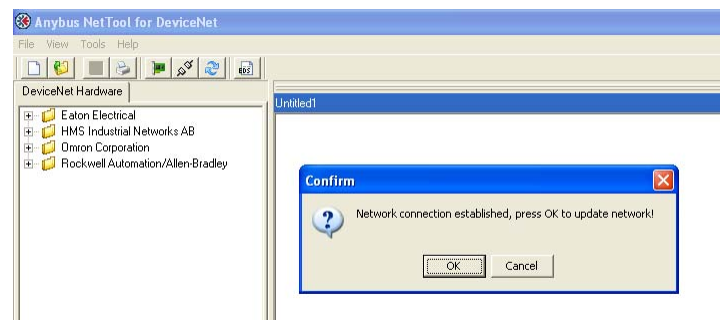 Anybus NetTool for DeviceNet
File View Tools Help
EDS
DeviceNet Hardware
Untitled1
Eaton Electrical
HMS Industrial Networks AB
Omron Corporation
Rockwell Automation/Allen-Bradley
Confirm
Network connection established, press OK to update network!
OK Cancel